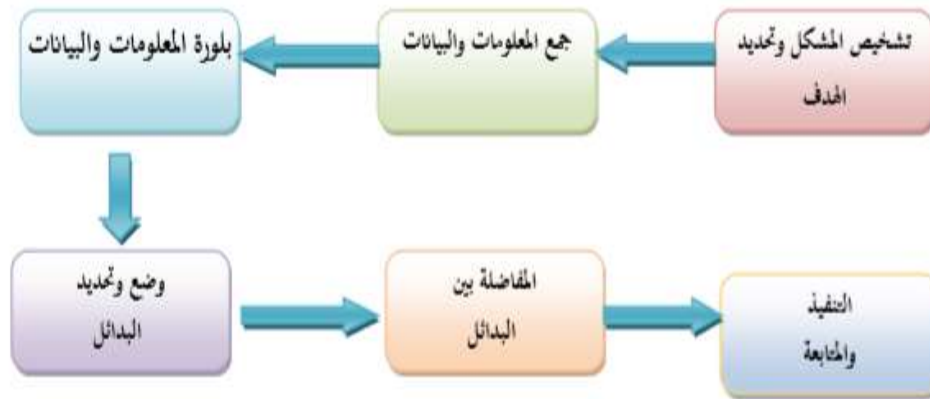 تشخيص المشكل وتحديد
الهدف
جمع المعلومات والبيانات
بلورة المعلومات والبيانات
وضع وتحديد
البدائل
المفاضلة بين
البدائل
التنفيذ
والمتابعة